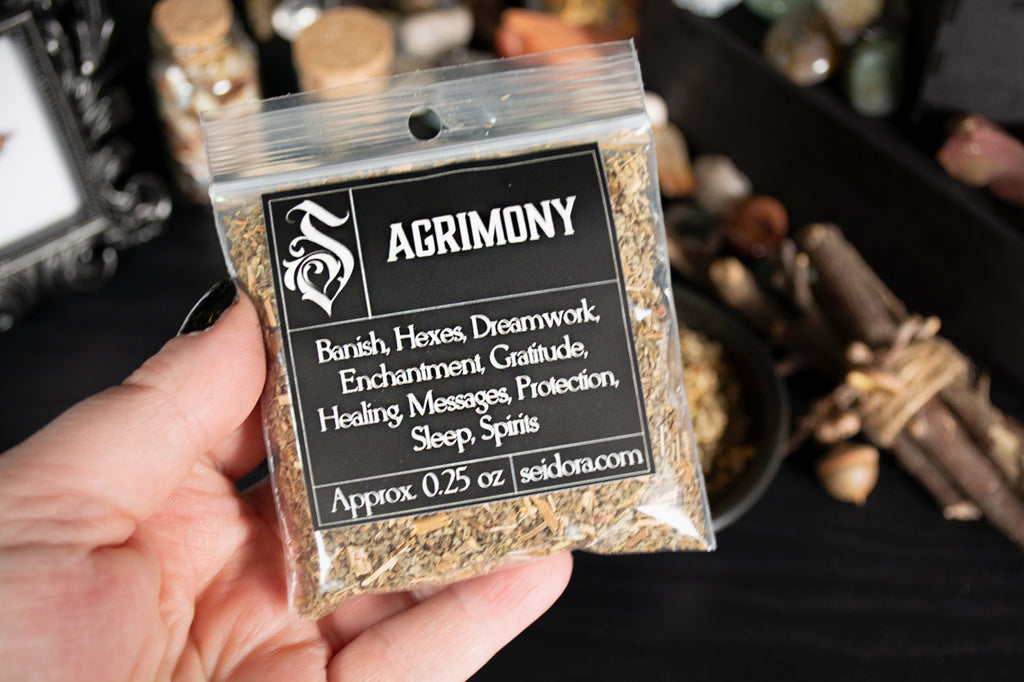 AGRIMONY
Banish, Hexes, Dreamwork,
Enchantment, Gratitude,
Healing, Messages, Protection,
Sleep, Spirits
Approx. 0.25 oz
seidora.com